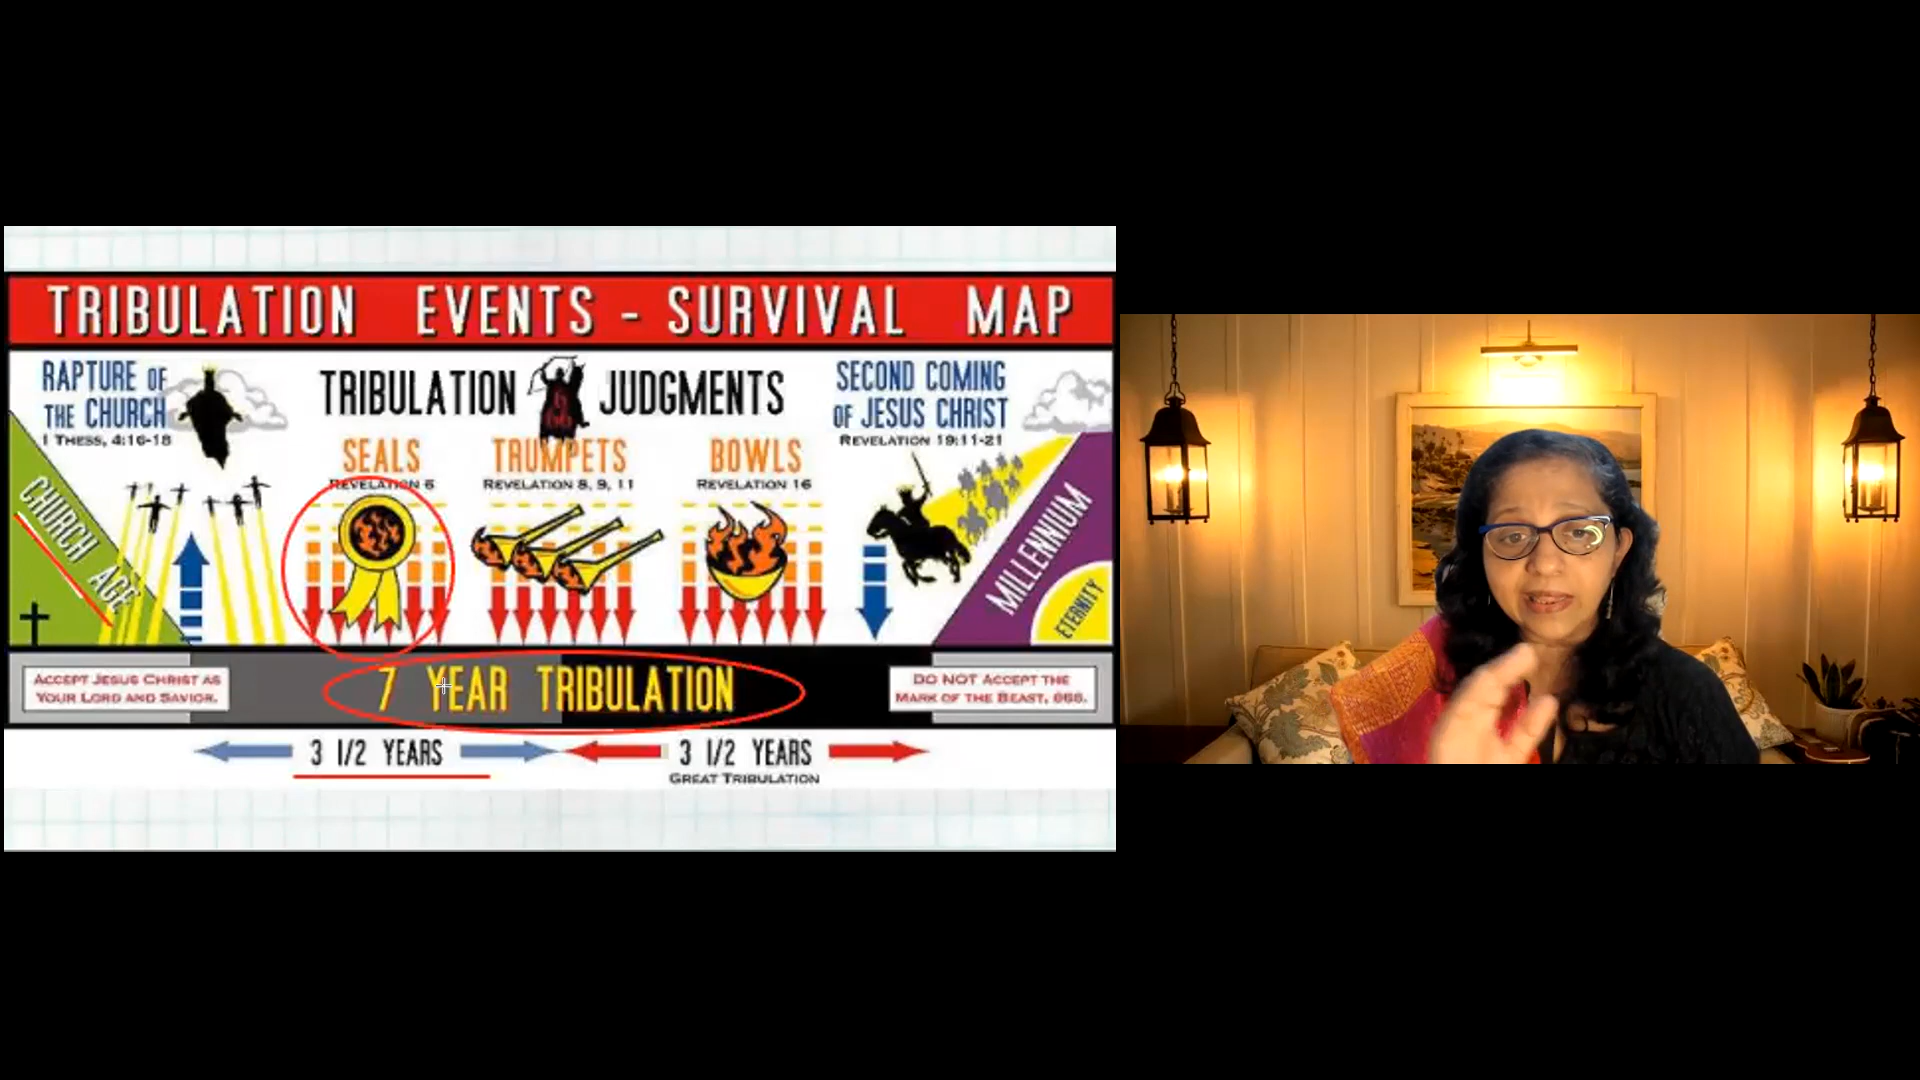 TRIBULATION EVENTS - SURVIVAL MAP
RAPTURE OF
THE CHURCH
I THESS, 4:16-18
TRIBULATION JUDGMENTS
SECOND COMING
OF JESUS CHRIST
REVELATION 19:11-21
SEALS
REVELATION 6
TRUMPETS
REVELATION 8, 9, 11
BOWLS
REVELATION 16
CHURCH AGE
666
MILLENNIUM
ETERNITY
ACCEPT JESUS CHRIST AS
YOUR LORD AND SAVIOR.
7 YEAR TRIBULATION
DO NOT ACCEPT THE
MARK OF THE BEAST, 666.
3 1/2 YEARS
3 1/2 YEARS
GREAT TRIBULATION